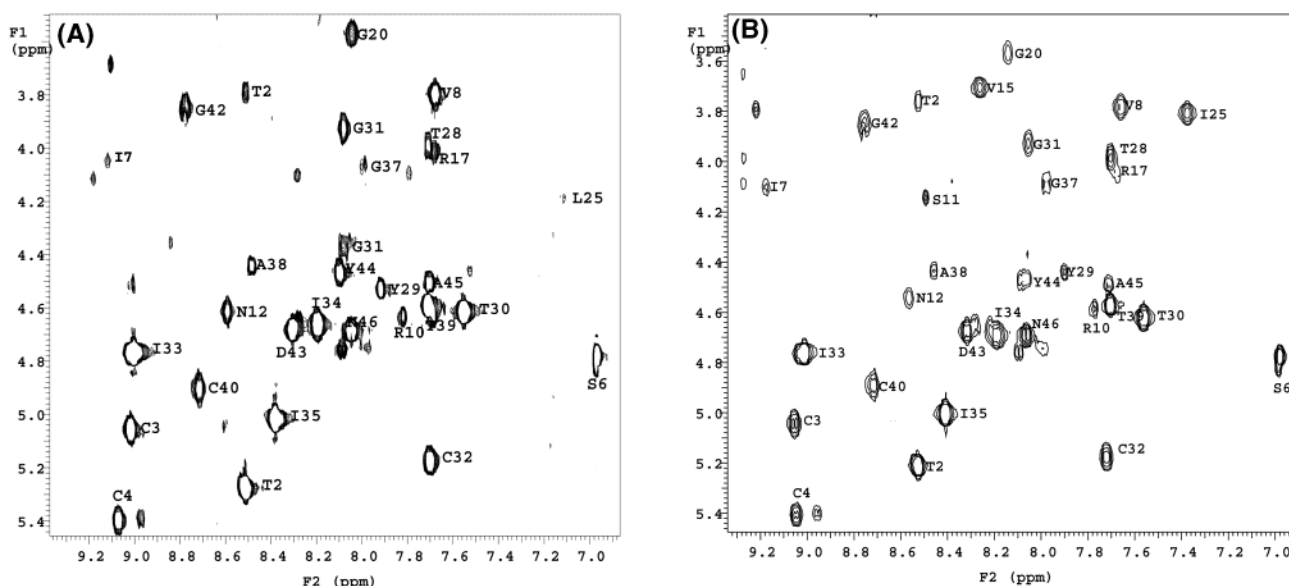 (A)
F1
(ppm)
3.8
4.0
4.2
4.4
4.6
4.8
5.0
5.2
5.4
G20
T2
V8
G42
G31
T28
R17
I7
G37
L25
G31
A38
Y44
Y29
A45
N12
I34
T30
N46
R10
T39
D43
I33
S6
C40
I35
C3
C32
T2
C4
9.0 8.8 8.6 8.4 8.2 8.0 7.8 7.6 7.4 7.2 7.0
F2 (ppm)
(B)
F1
(ppm)
3.6
3.8
4.0
4.2
4.4
4.6
4.8
5.0
5.2
5.4
G20
V15
T2
V8
I25
G42
G31
T28
R17
I7
G37
S11
A38
Y44
Y29
A45
N12
I34
N46
R10
T39
T30
D43
I33
S6
C40
I35
C3
C32
T2
C4
9.2 9.0 8.8 8.6 8.4 8.2 8.0 7.8 7.6 7.4 7.2 7.0
F2 (ppm)